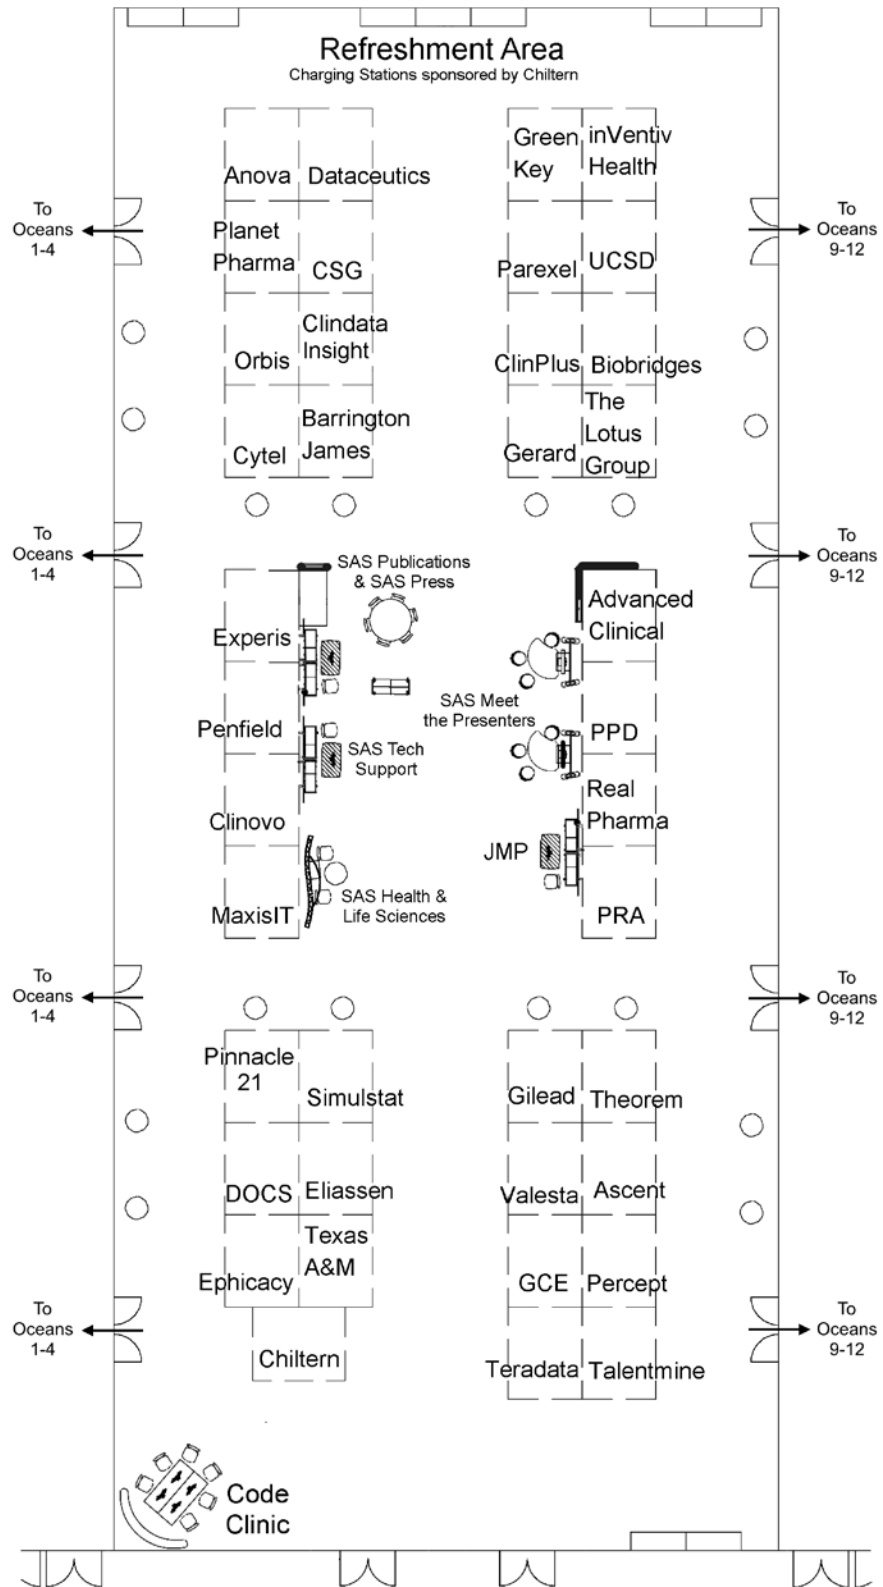 Refreshment Area
Charging Stations sponsored by Chiltern
Green
Key
inVentiv
Health
Anova
Dataceutics
To
Oceans
1-4
Planet
Pharma
CSG
Parexel
UCSD
To
Oceans
9-12
Orbis
Clindata
Insight
ClinPlus
Biobridges
Cytel
Barrington
James
Gerard
The
Lotus
Group
To
Oceans
1-4
To
Oceans
9-12
SAS Publications
& SAS Press
Experis
Advanced
Clinical
SAS Meet
the Presenters
Penfield
SAS Tech
Support
PPD
Clinovo
Real
Pharma
JMP
MaxisIT
SAS Health &
Life Sciences
PRA
To
Oceans
1-4
To
Oceans
9-12
Pinnacle
21
Simulstat
Gilead
Theorem
DOCS
Eliassen
Valesta
Ascent
Ephicacy
Texas
A&M
GCE
Percept
To
Oceans
1-4
To
Oceans
9-12
Chiltern
Teradata
Talentmine
Code
Clinic